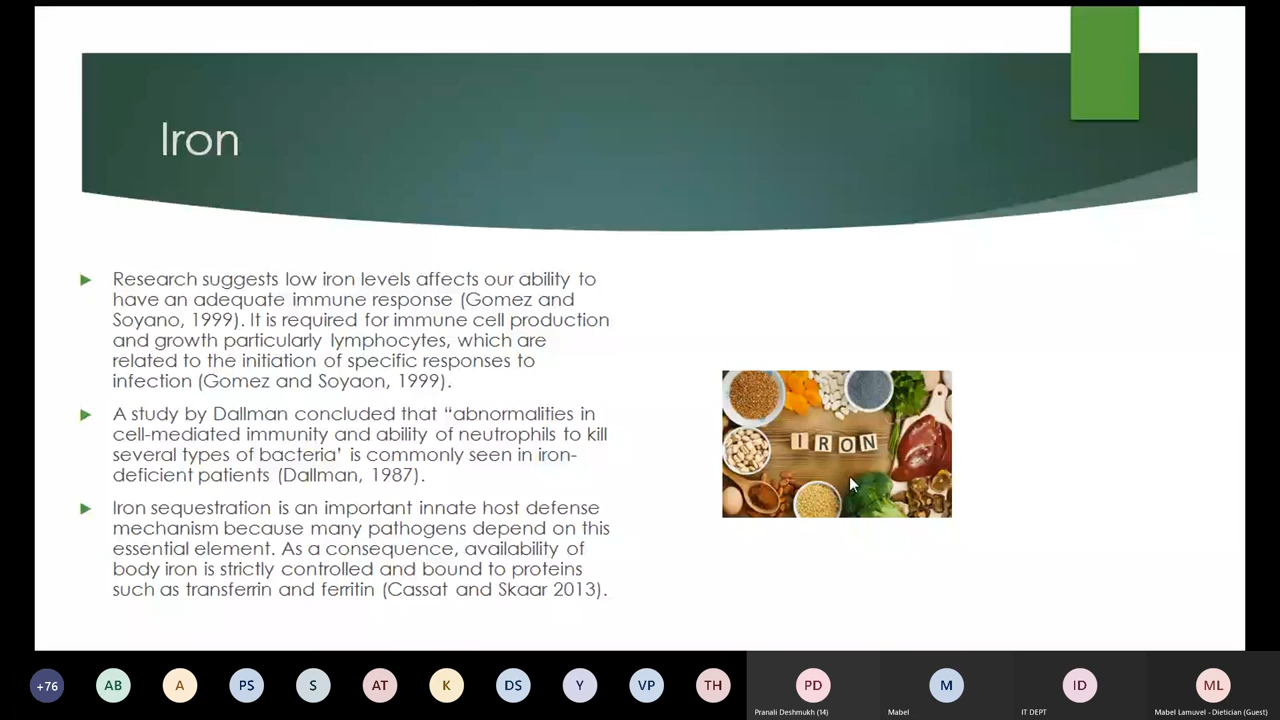 Iron
Research suggests low iron levels affects our ability to
have an adequate immune response (Gomez and
Soyano, 1999). It is required for immune cell production
and growth particularly lymphocytes, which are
related to the initiation of specific responses to
infection (Gomez and Soyaon, 1999).
A study by Dallman concluded that “abnormalities in
cell-mediated immunity and ability of neutrophils to kill
several types of bacteria’ is commonly seen in iron-
deficient patients (Dallman, 1987).
Iron sequestration is an important innate host defense
mechanism because many pathogens depend on this
essential element. As a consequence, availability of
body iron is strictly controlled and bound to proteins
such as transferrin and ferritin (Cassat and Skaar 2013).
IRON
+76 AB A PS S AT K DS Y VP TH PD M ID ML
Pranali Deshmukh (14) Mabel IT DEPT Mabel Lamuvel - Dietician (Guest)